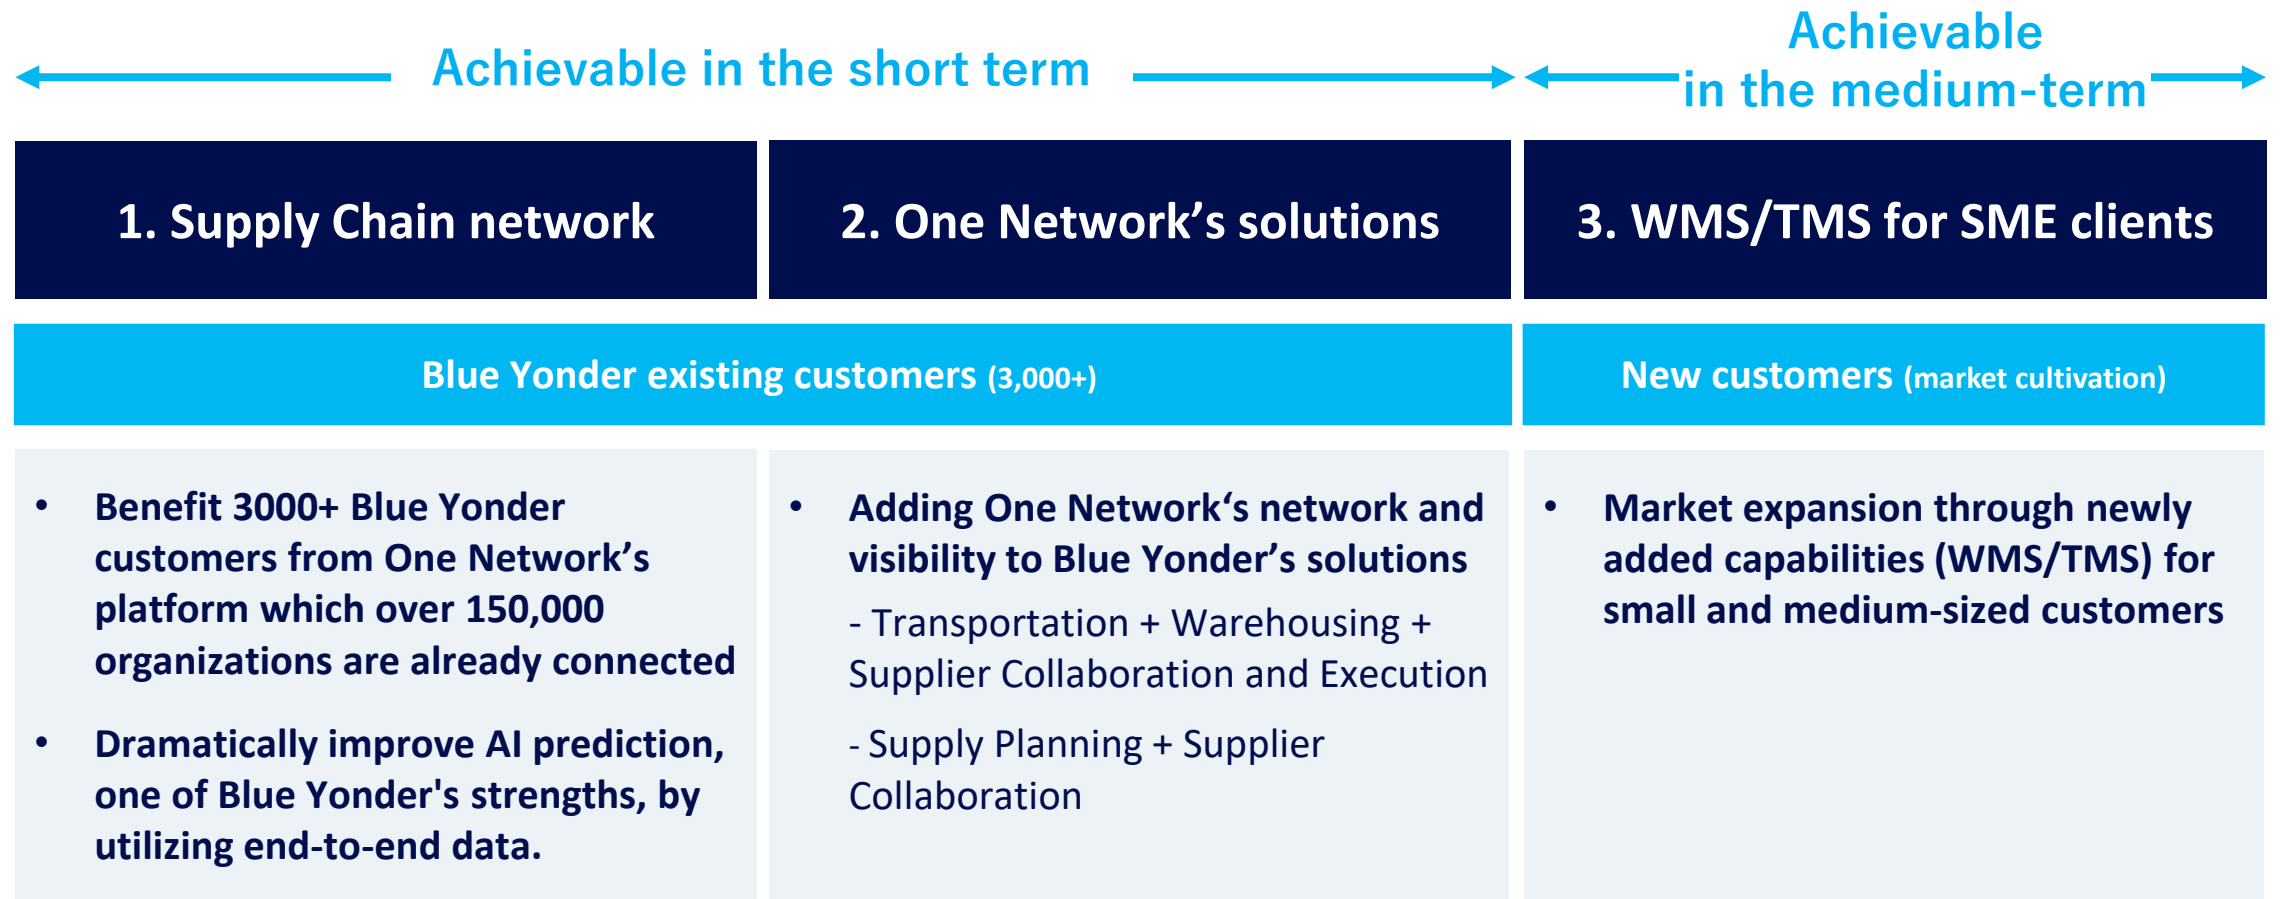 Achievable in the short term
Achievable
in the medium-term
1. Supply Chain network
2. One Network’s solutions
3. WMS/TMS for SME clients
Blue Yonder existing customers (3,000+)
New customers (market cultivation)
• Benefit 3000+ Blue Yonder
customers from One Network’s
platform which over 150,000
organizations are already connected
• Dramatically improve AI prediction,
one of Blue Yonder's strengths, by
utilizing end-to-end data.
• Adding One Network‘s network and
visibility to Blue Yonder’s solutions
- Transportation + Warehousing +
Supplier Collaboration and Execution
- Supply Planning + Supplier
Collaboration
• Market expansion through newly
added capabilities (WMS/TMS) for
small and medium-sized customers